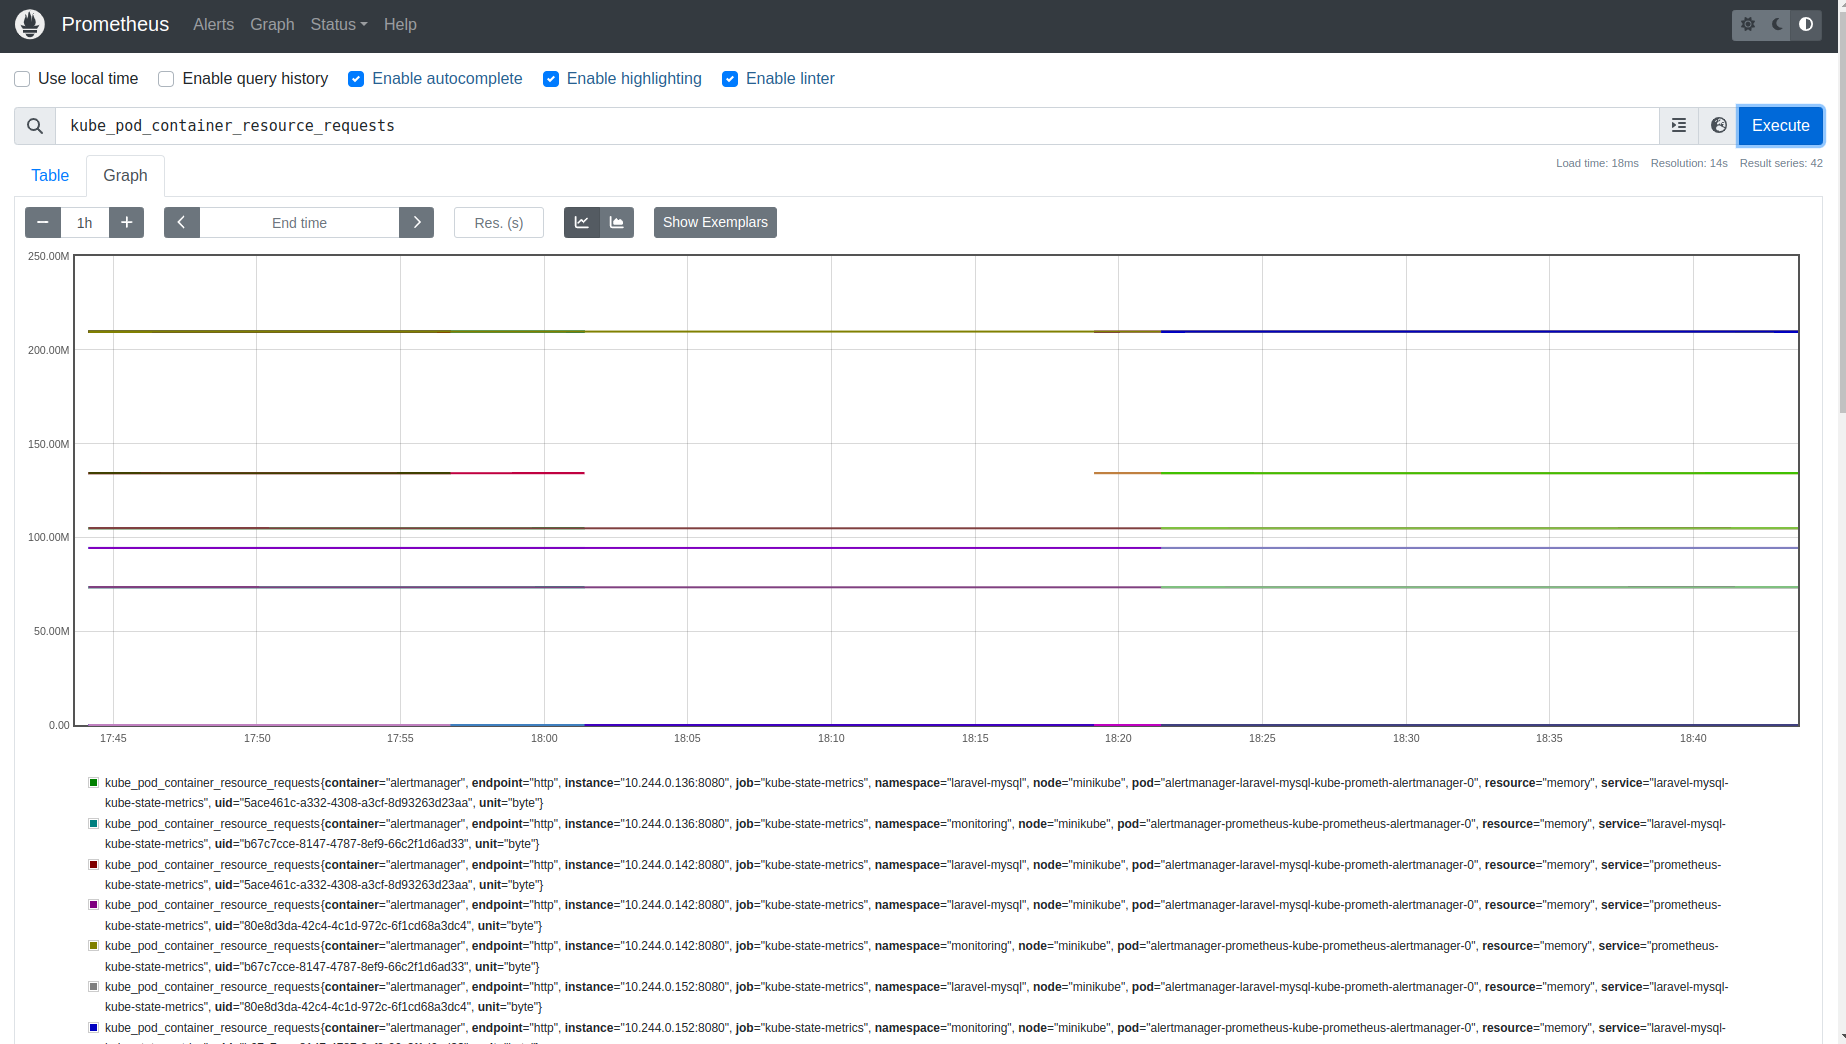 Prometheus Alerts Graph Status Help
Use local time Enable query history Enable autocomplete Enable highlighting Enable linter
kube_pod_container_resource_requests Execute
Load time: 18ms Resolution: 14s Result series: 42
Table Graph
1h End time Res. (s) Show Exemplars
250.00M
200.00M
150.00M
100.00M
50.00M
0.00
17:45 17:50 17:55 18:00 18:05 18:10 18:15 18:20 18:25 18:30 18:35 18:40
kube_pod_container_resource_requests{container="alertmanager", endpoint="http", instance="10.244.0.136:8080", job="kube-state-metrics", namespace="laravel-mysql", node="minikube", pod="alertmanager-laravel-mysql-kube-prometh-alertmanager-0", resource="memory", service="laravel-mysql-
kube-state-metrics", uid="5ace461c-a332-4308-a3cf-8d93263d23aa", unit="byte"}
kube_pod_container_resource_requests{container="alertmanager", endpoint="http", instance="10.244.0.136:8080", job="kube-state-metrics", namespace="monitoring", node="minikube", pod="alertmanager-prometheus-kube-prometheus-alertmanager-0", resource="memory", service="laravel-mysql-
kube-state-metrics", uid="b67c7cce-8147-4787-8ef9-66c2f1d6ad33", unit="byte"}
kube_pod_container_resource_requests{container="alertmanager", endpoint="http", instance="10.244.0.142:8080", job="kube-state-metrics", namespace="laravel-mysql", node="minikube", pod="alertmanager-laravel-mysql-kube-prometh-alertmanager-0", resource="memory", service="prometheus-
kube-state-metrics", uid="5ace461c-a332-4308-a3cf-8d93263d23aa", unit="byte"}
kube_pod_container_resource_requests{container="alertmanager", endpoint="http", instance="10.244.0.142:8080", job="kube-state-metrics", namespace="laravel-mysql", node="minikube", pod="alertmanager-laravel-mysql-kube-prometh-alertmanager-0", resource="memory", service="prometheus-
kube-state-metrics", uid="80e8d3da-42c4-4c1d-972c-6f1cd68a3dc4", unit="byte"}
kube_pod_container_resource_requests{container="alertmanager", endpoint="http", instance="10.244.0.142:8080", job="kube-state-metrics", namespace="monitoring", node="minikube", pod="alertmanager-prometheus-kube-prometheus-alertmanager-0", resource="memory", service="prometheus-
kube-state-metrics", uid="b67c7cce-8147-4787-8ef9-66c2f1d6ad33", unit="byte"}
kube_pod_container_resource_requests{container="alertmanager", endpoint="http", instance="10.244.0.152:8080", job="kube-state-metrics", namespace="laravel-mysql", node="minikube", pod="alertmanager-laravel-mysql-kube-prometh-alertmanager-0", resource="memory", service="laravel-mysql-
kube-state-metrics", uid="80e8d3da-42c4-4c1d-972c-6f1cd68a3dc4", unit="byte"}
kube_pod_container_resource_requests{container="alertmanager", endpoint="http", instance="10.244.0.152:8080", job="kube-state-metrics", namespace="monitoring", node="minikube", pod="alertmanager-prometheus-kube-prometheus-alertmanager-0", resource="memory", service="laravel-mysql-